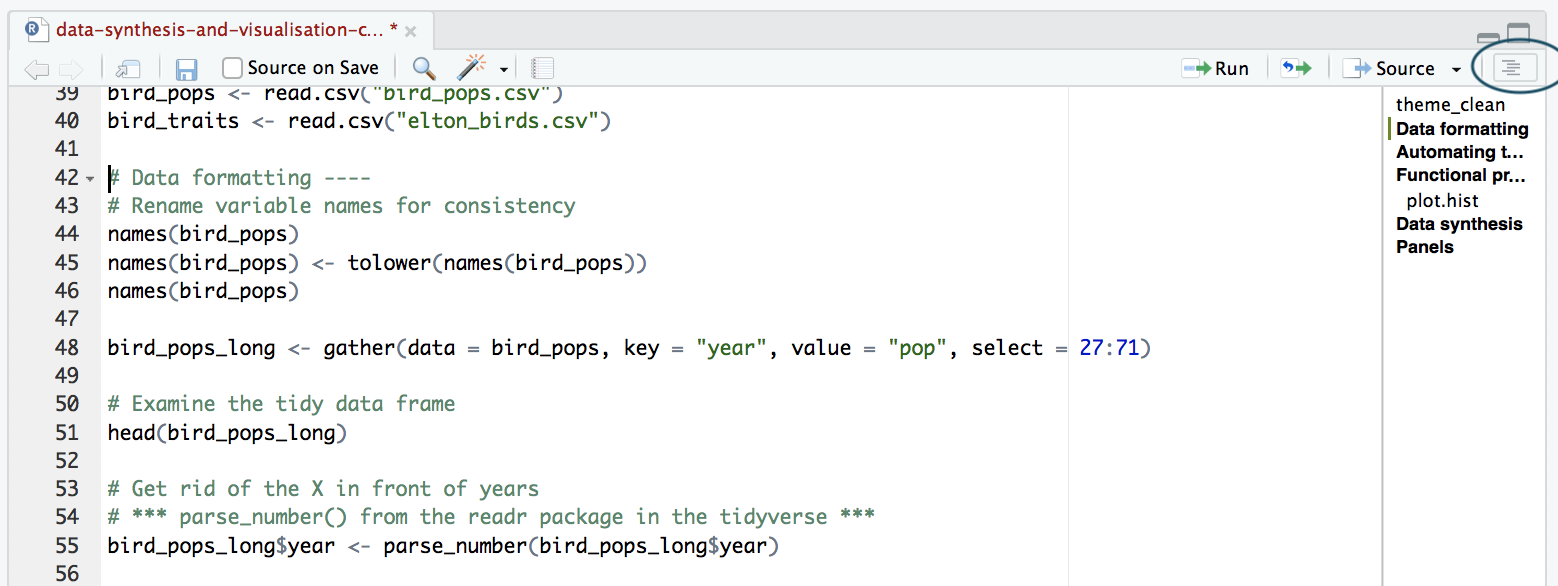 data-synthesis-and-visualisation-c... *
Source on Save Run Source
39 bird_pops <- read.csv("bird_pops.csv")
40 bird_traits <- read.csv("elton_birds.csv")
41
42 # Data formatting ----
43 # Rename variable names for consistency
44 names(bird_pops)
45 names(bird_pops) <- tolower(names(bird_pops))
46 names(bird_pops)
47
48 bird_pops_long <- gather(data = bird_pops, key = "year", value = "pop", select = 27:71)
49
50 # Examine the tidy data frame
51 head(bird_pops_long)
52
53 # Get rid of the X in front of years
54 # *** parse_number() from the readr package in the tidyverse ***
55 bird_pops_long$year <- parse_number(bird_pops_long$year)
56
theme_clean
Data formatting
Automating t...
Functional pr...
plot.hist
Data synthesis
Panels